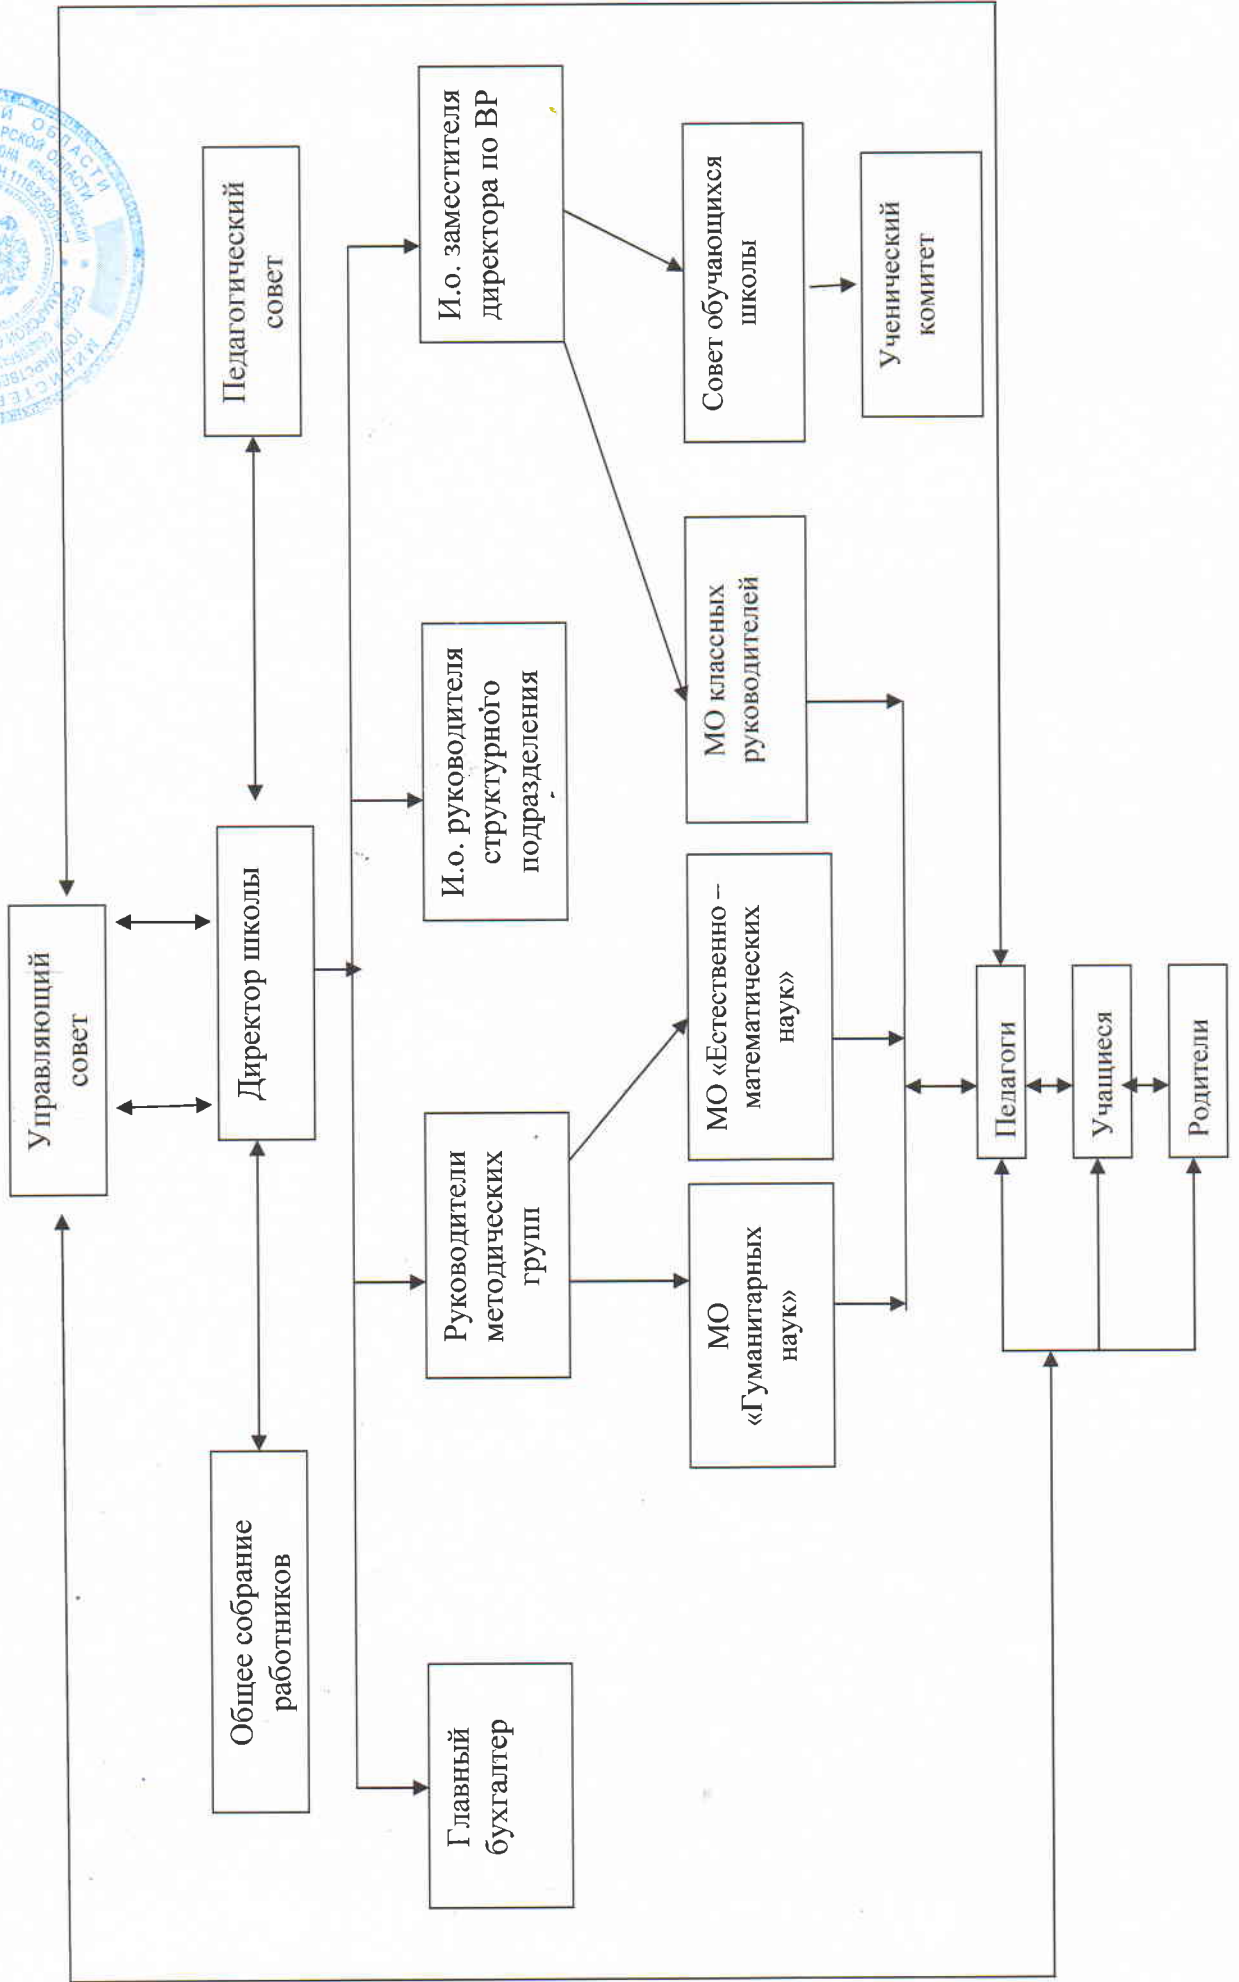 Управляющий
совет
Общее собрание
работников
Директор школы
Педагогический
совет
Главный
бухгалтер
Руководители
методических
групп
И.о. руководителя
структурного
подразделения
И.о. заместителя
директора по ВР
МО
«Гуманитарных
наук»
МО «Естественно –
математических
наук»
МО классных
руководителей
Совет обучающихся
школы
Ученический
комитет
Педагоги
Учащиеся
Родители